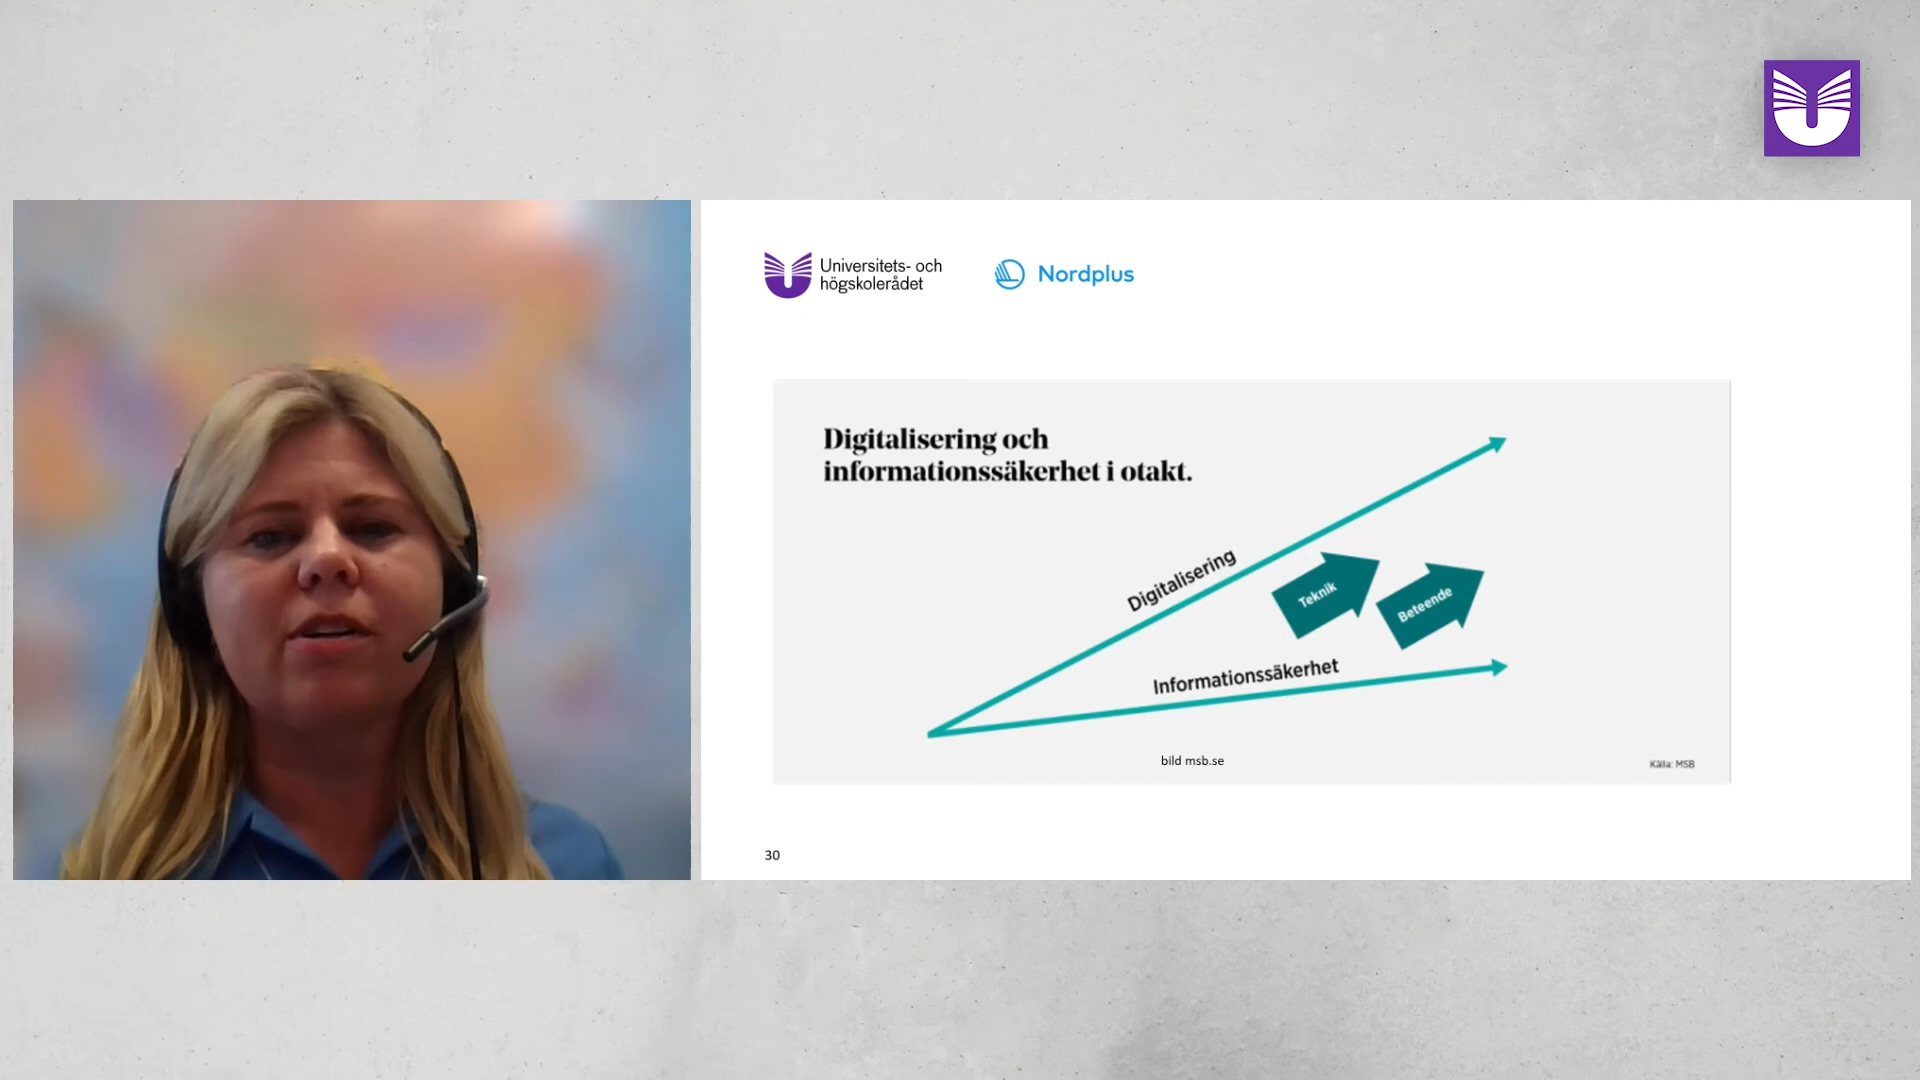 Universitets- och
högskolerådet
Nordplus
Digitalisering och
informationssäkerhet i otakt.
Digitalisering
Teknik
Beteende
Informationssäkerhet
bild msb.se
Källa: MSB
30